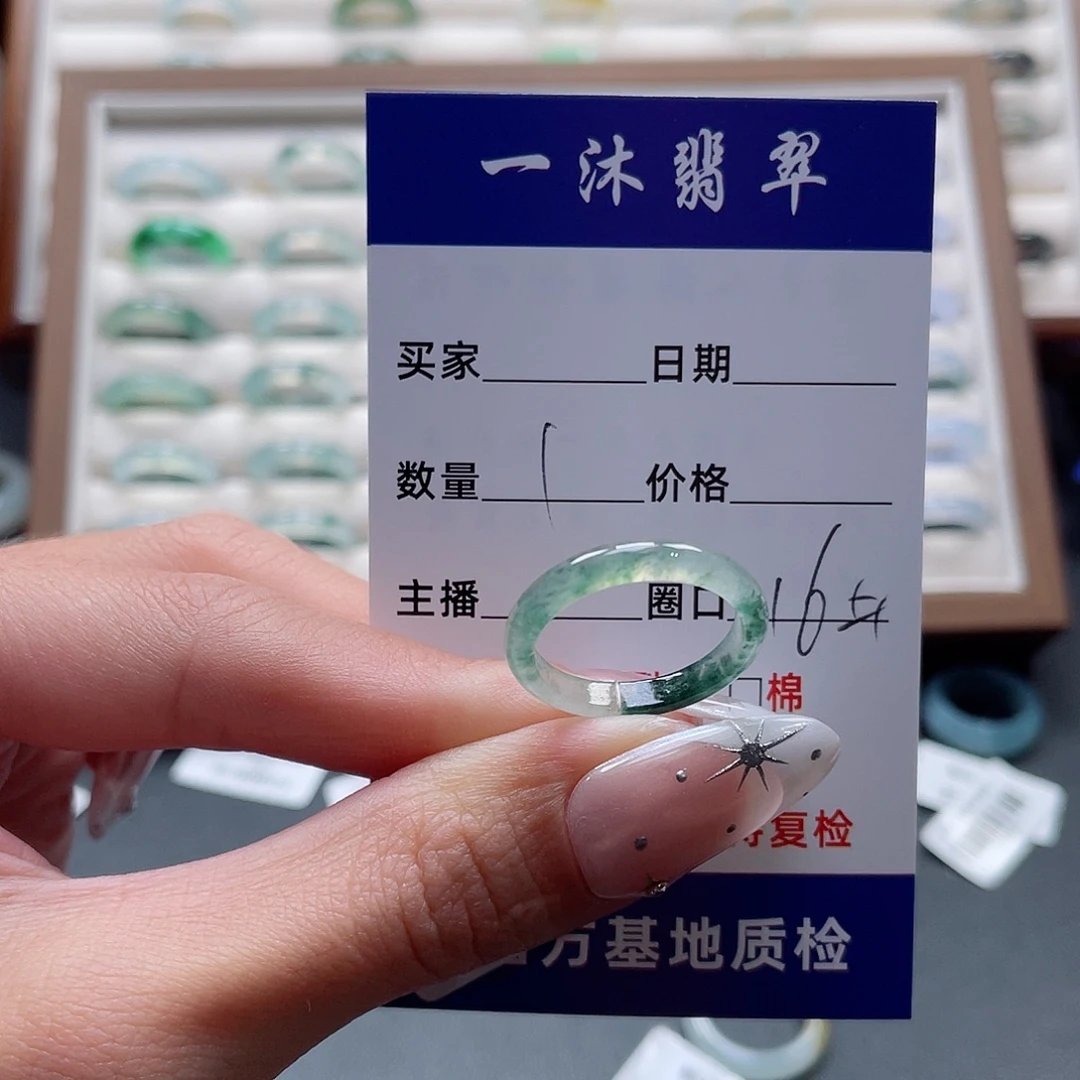 一沐翡翠
买家 日期
数量 1 价格
主播 圈口 16
棉
复检
基地质检